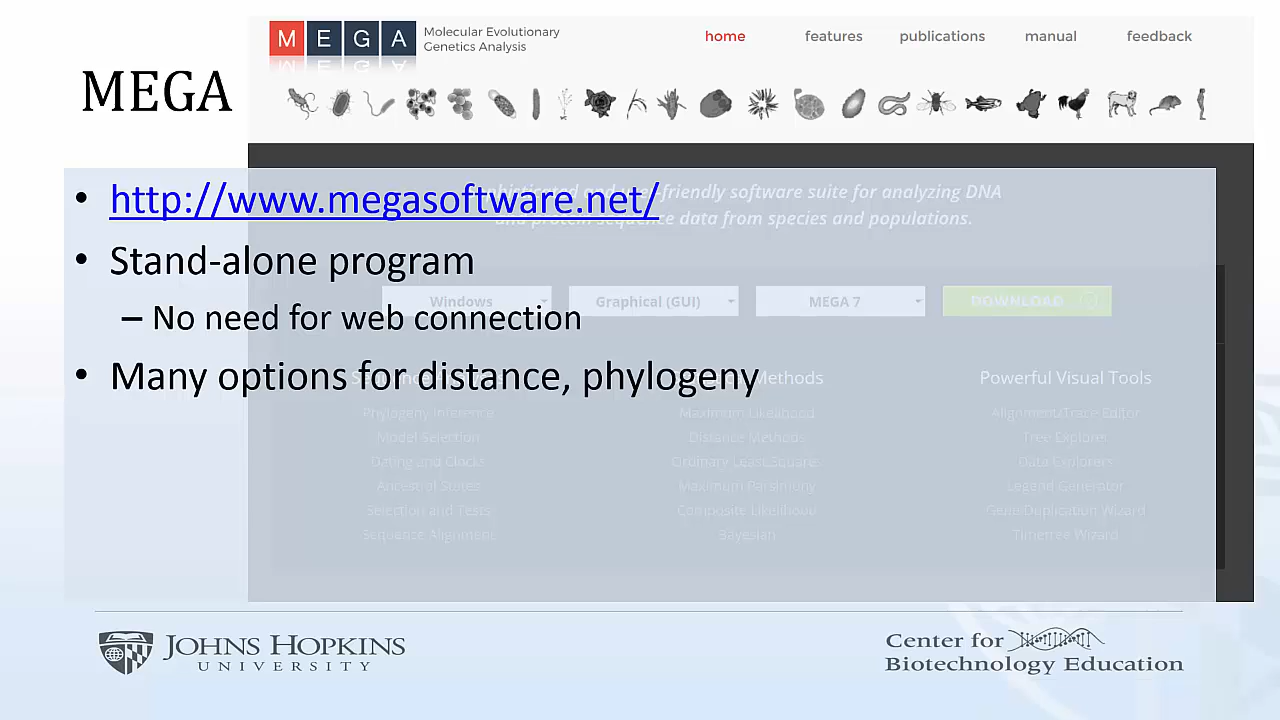 M E G A
Molecular Evolutionary
Genetics Analysis
home features publications manual feedback
MEGA
• http://www.megasoftware.net/
-friendly software suite for analyzing DNA
and protein sequence data from species and populations.
• Stand-alone program
Windows Graphical (GUI) MEGA 7 DOWNLOAD
– No need for web connection
• Many options for distance, phylogeny
Methods
Powerful Visual Tools
Phylogeny Inference Maximum Likelihood Alignment/Trace Editor
Model Selection Distance Methods Tree Explorer
Dating and Clocks Ordinary Least Square Data Explorers
Ancestral States Maximum Parsimony Legend Generator
Selection and Tests Composite Likelihood Gene Duplication Wizard
Sequence Alignment Bayesian Timetree Wizard
JOHNS HOPKINS
UNIVERSITY
Center for
Biotechnology Education